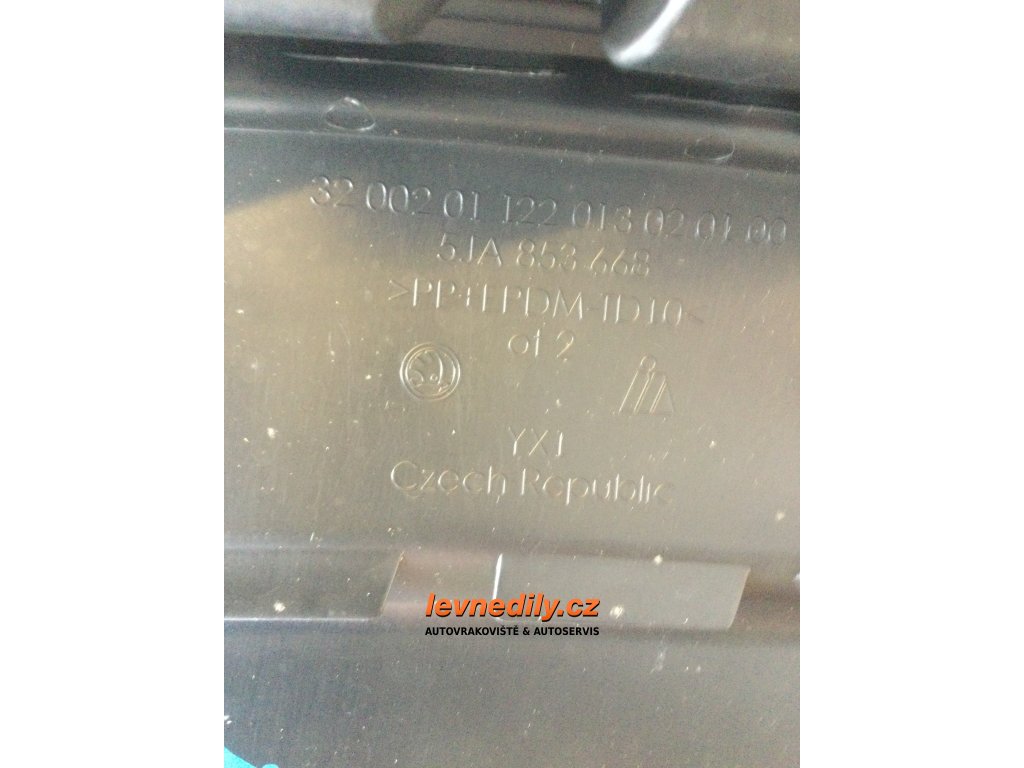 32 002 01 122 013 02 01 00
5JA 853 668
>PP+EPDM-TD10<
of 2
YX1
Czech Republic
levnedily.cz
AUTOVRAKOVIŠTĚ & AUTOSERVIS